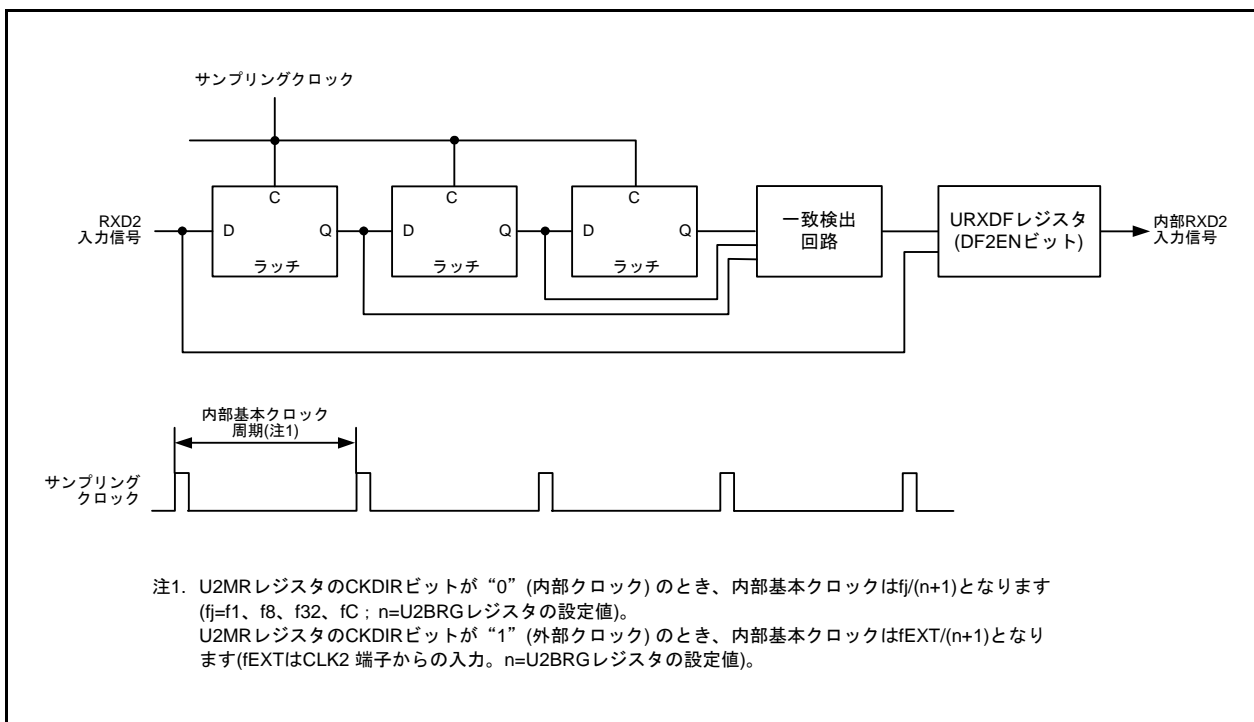 サンプリングクロック
C
C
C
RXD2
入力信号
D
Q
D
Q
D
Q
ラッチ
ラッチ
ラッチ
一致検出
回路
URXDFレジスタ
(DF2ENビット)
内部RXD2
入力信号
内部基本クロック
周期(注1)
サンプリング
クロック
注1. U2MRレジスタのCKDIRビットが“0”(内部クロック) のとき、内部基本クロックはfj/(n+1)となります
(fj=f1、f8、f32、fC ; n=U2BRGレジスタの設定値)。
U2MRレジスタのCKDIRビットが“1”(外部クロック) のとき、内部基本クロックはfEXT/(n+1)となり
ます(fEXTはCLK2 端子からの入力。n=U2BRGレジスタの設定値)。